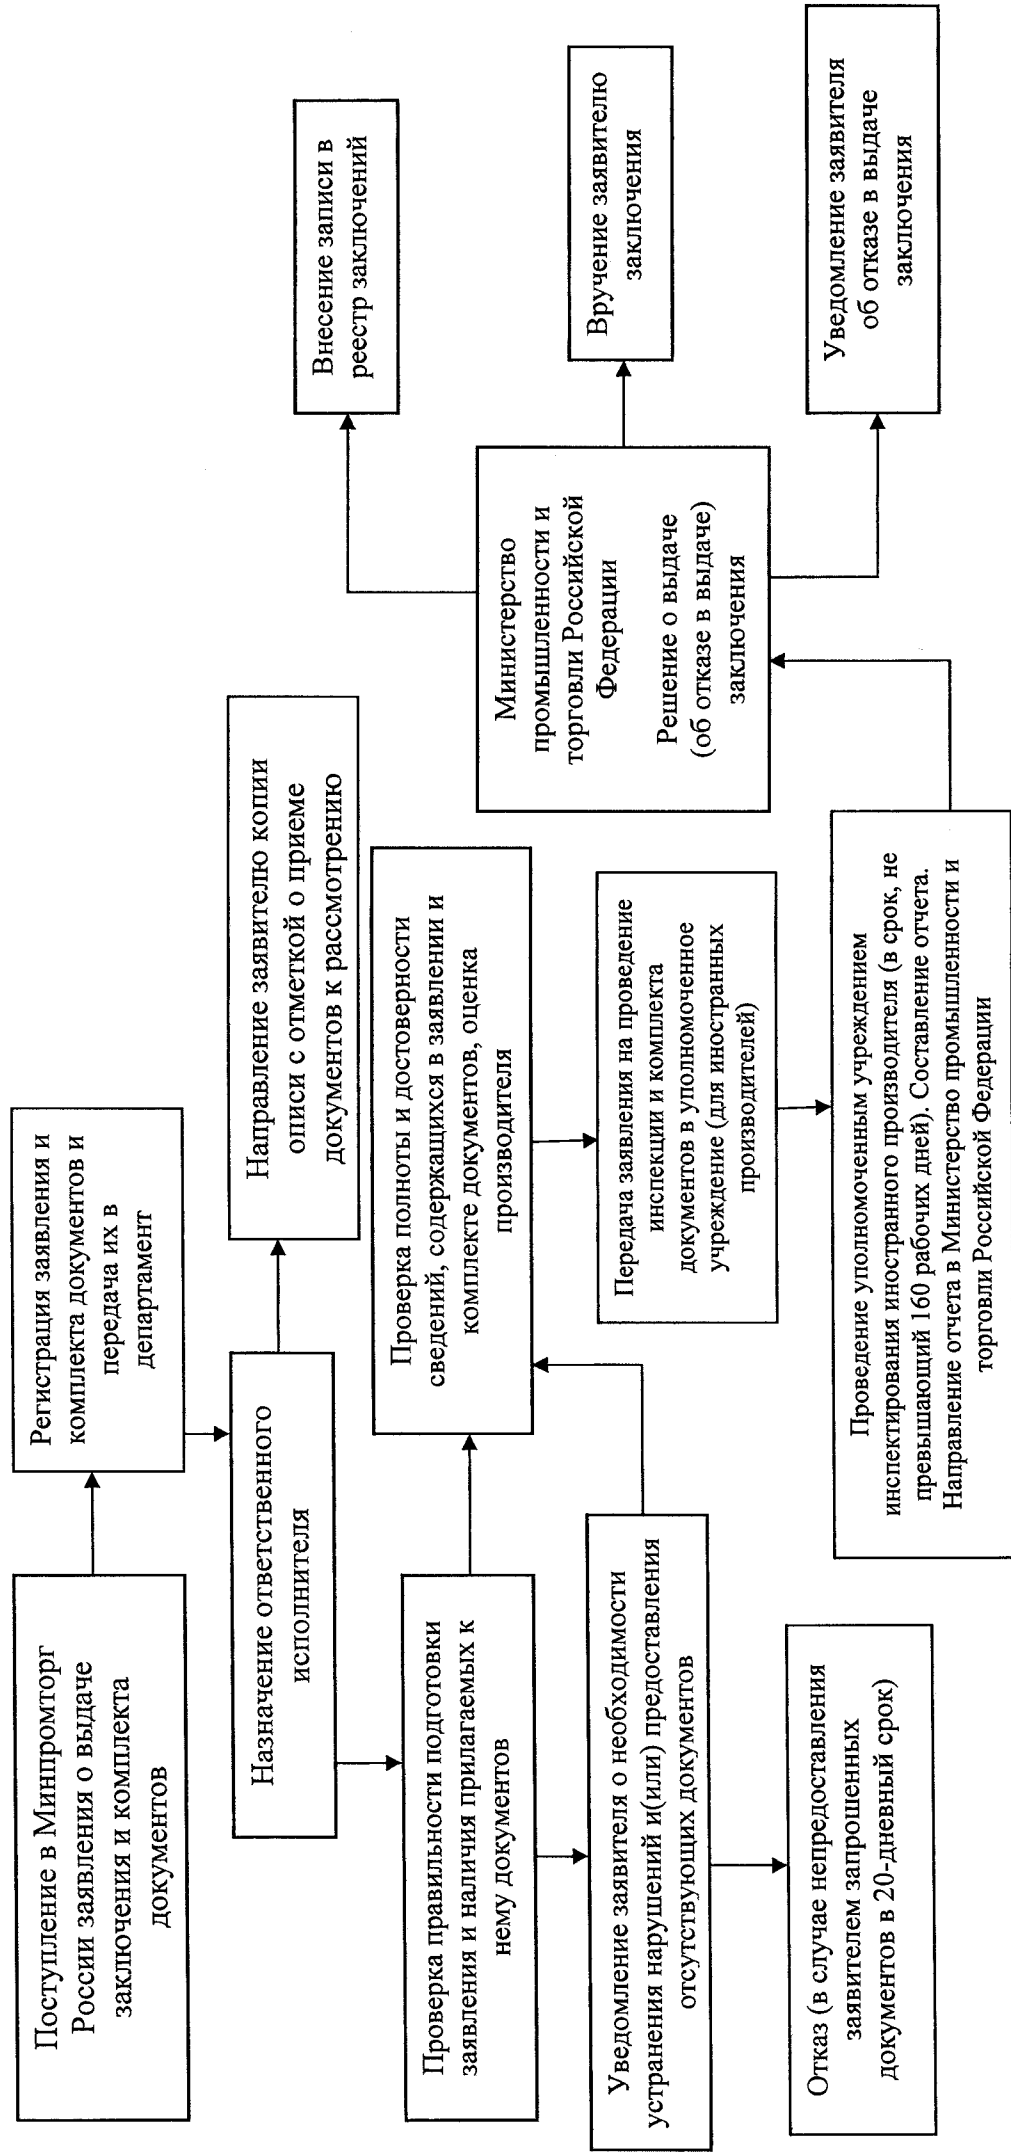 Поступление в Минпромторг
России заявления о выдаче
заключения и комплекта
документов
Регистрация заявления и
комплекта документов и
передача их в
департамент
Назначение ответственного
исполнителя
Направление заявителю копии
описи с отметкой о приеме
документов к рассмотрению
Проверка правильности подготовки
заявления и наличия прилагаемых к
нему документов
Проверка полноты и достоверности
сведений, содержащихся в заявлении и
комплекте документов, оценка
производителя
Уведомление заявителя о необходимости
устранения нарушений и(или) предоставления
отсутствующих документов
Отказ (в случае непредоставления
заявителем запрошенных
документов в 20-дневный срок)
Передача заявления на проведение
инспекции и комплекта
документов в уполномоченное
учреждение (для иностранных
производителей)
Проведение уполномоченным учреждением
инспектирования иностранного производителя (в срок, не
превышающий 160 рабочих дней). Составление отчета.
Направление отчета в Министерство промышленности и
торговли Российской Федерации
Министерство
промышленности и
торговли Российской
Федерации
Решение о выдаче
(об отказе в выдаче)
заключения
Внесение записи в
реестр заключений
Вручение заявителю
заключения
Уведомление заявителя
об отказе в выдаче
заключения